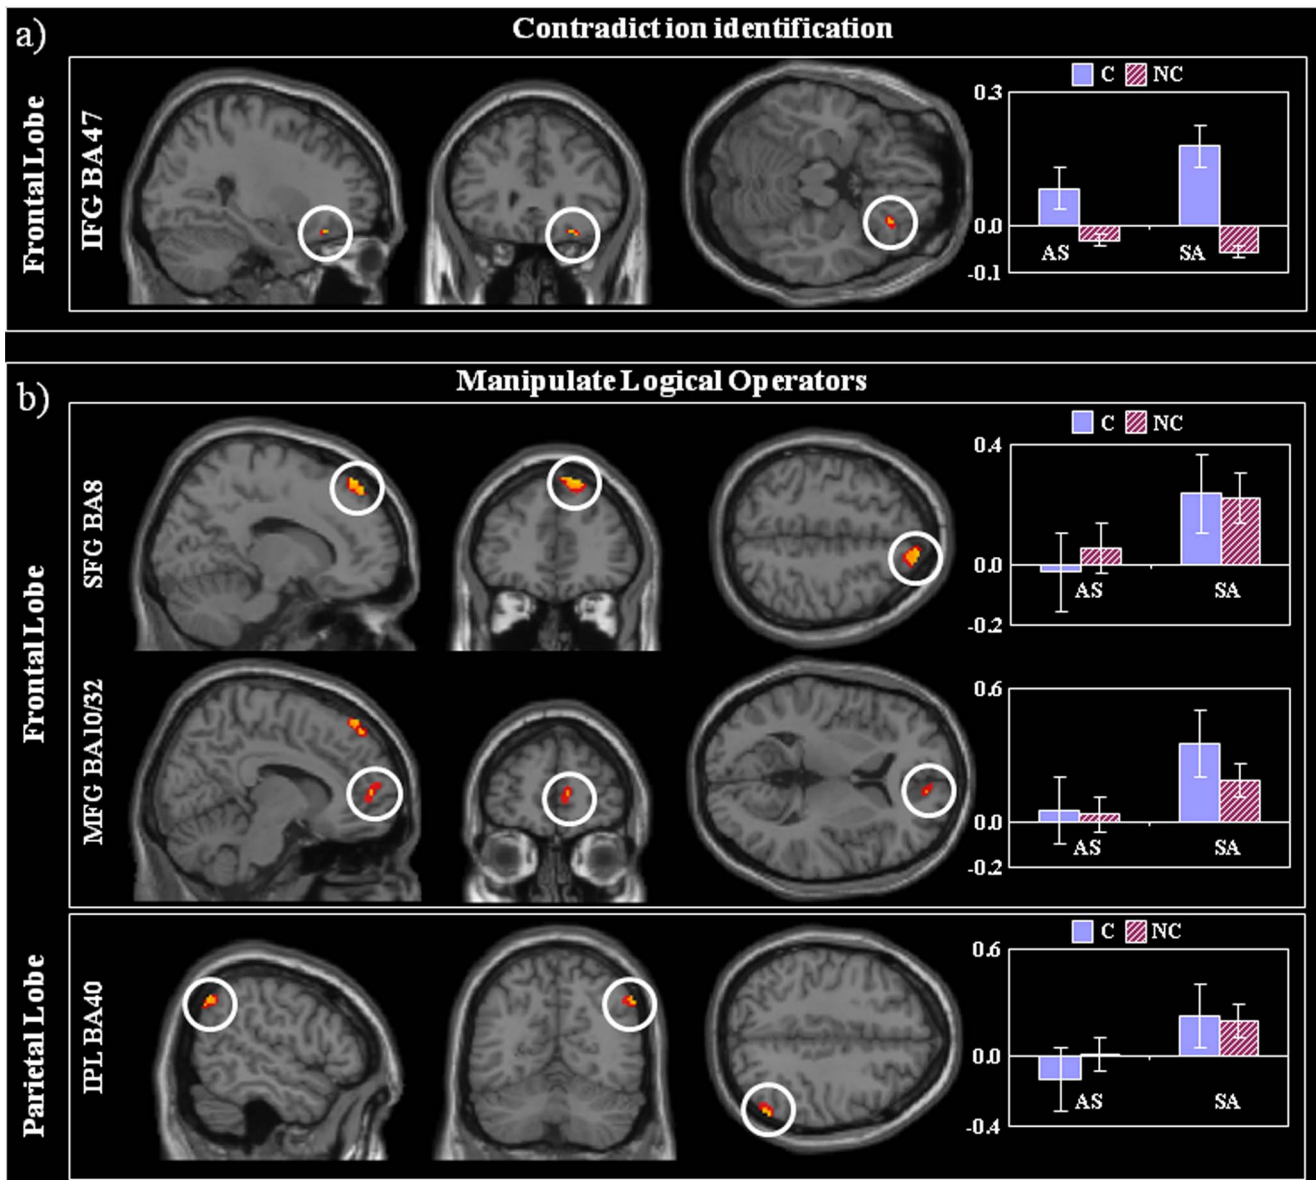 a)
Contradiction identification
Frontal Lobe
IFG BA47
C NC
0.3
0.0
AS SA
-0.1
b)
Manipulate Logical Operators
Frontal Lobe
SFG BA8
C NC
0.4
0.0
AS SA
-0.2
MFG BA10/32
0.6
0.0
AS SA
-0.2
Parietal Lobe
IPL BA40
C NC
0.6
0.0
AS SA
-0.4